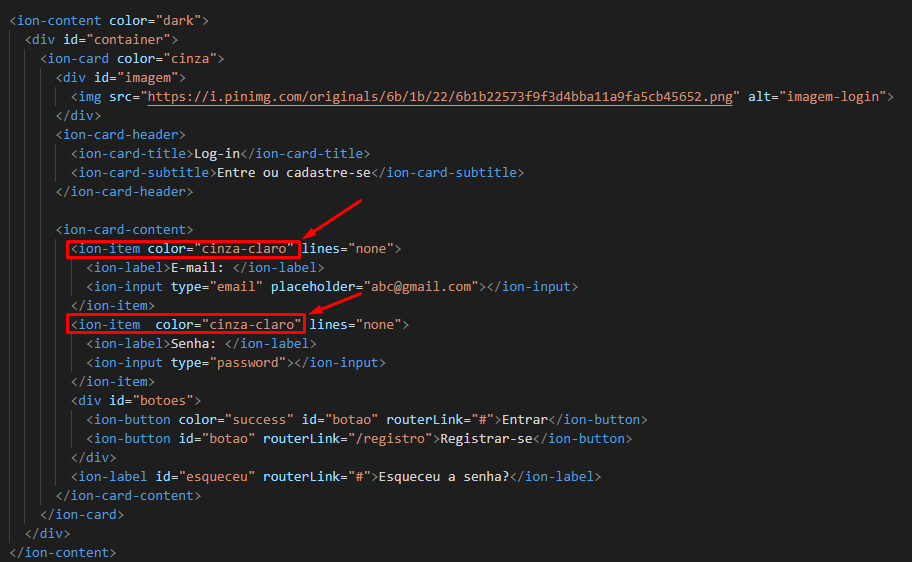 <ion-content color="dark">
<div id="container">
<ion-card color="cinza">
<div id="imagem">
<img src="https://i.pinimg.com/originals/6b/1b/22/6b1b22573f9f3d4bba11a9fa5cb45652.png" alt="imagem-login">
</div>
<ion-card-header>
<ion-card-title>Log-in</ion-card-title>
<ion-card-subtitle>Entre ou cadastre-se</ion-card-subtitle>
</ion-card-header>
<ion-card-content>
<ion-item color="cinza-claro" lines="none">
<ion-label>E-mail: </ion-label>
<ion-input type="email" placeholder="abc@gmail.com"></ion-input>
</ion-item>
<ion-item  color="cinza-claro" lines="none">
<ion-label>Senha: </ion-label>
<ion-input type="password"></ion-input>
</ion-item>
<div id="botoes">
<ion-button color="success" id="botao" routerLink="#">Entrar</ion-button>
<ion-button id="botao" routerLink="/registro">Registrar-se</ion-button>
</div>
<ion-label id="esqueceu" routerLink="#">Esqueceu a senha?</ion-label>
</ion-card-content>
</ion-card>
</div>
</ion-content>